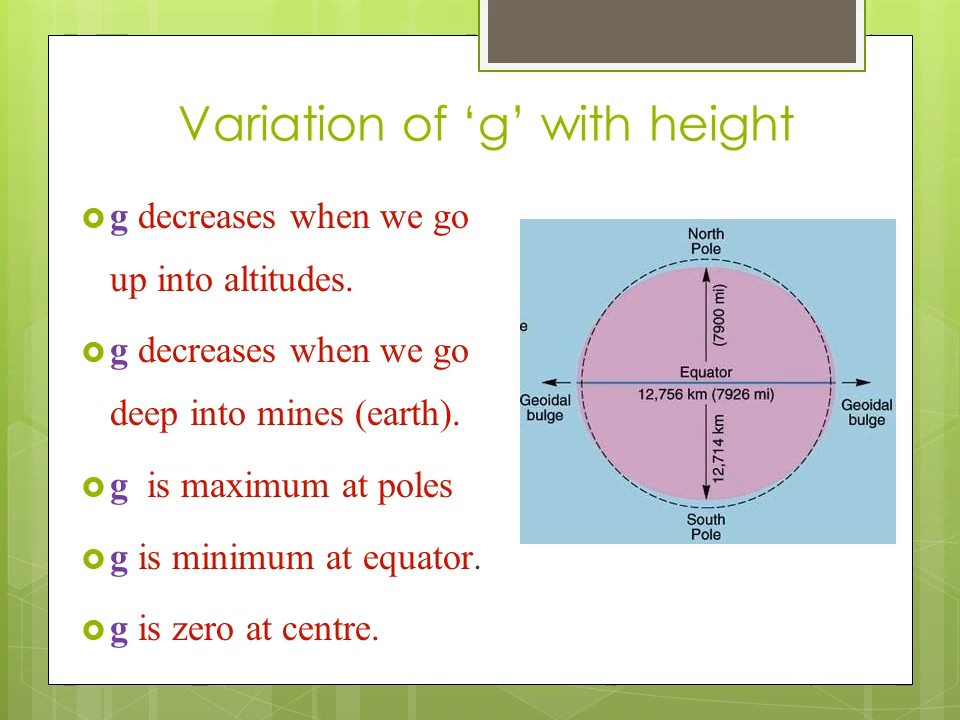 Variation of ‘g’ with height
g decreases when we go
up into altitudes.
g decreases when we go
deep into mines (earth).
g is maximum at poles
g is minimum at equator.
g is zero at centre.
North
Pole
(7900 mi)
e
Equator
12,756 km (7926 mi)
Geoidal
bulge
Geoidal
bulge
12,714 km
South
Pole